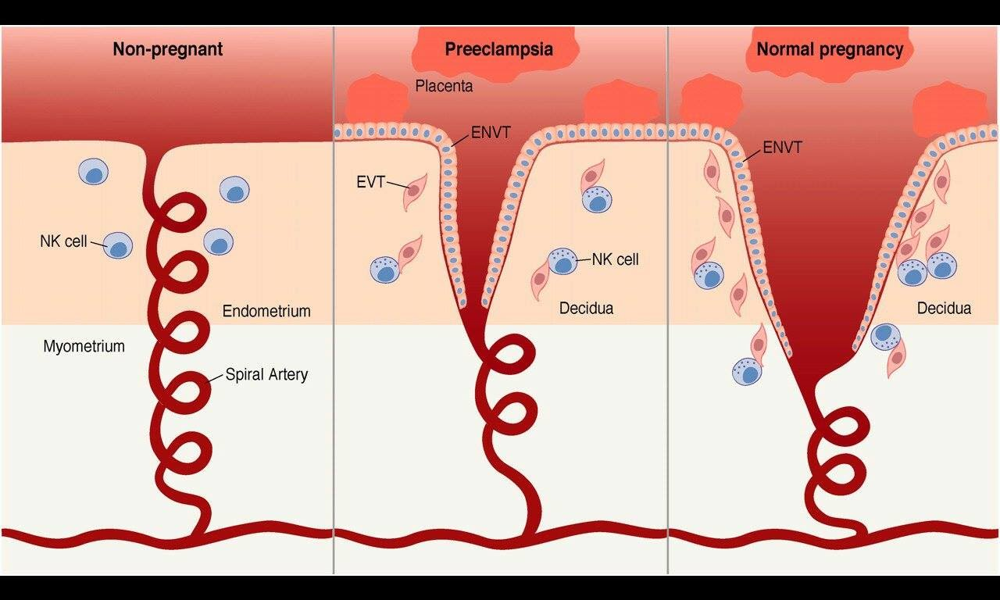 Non-pregnant
NK cell
Endometrium
Myometrium
Spiral Artery
Preeclampsia
Placenta
ENVT
EVT
NK cell
Decidua
Normal pregnancy
ENVT
Decidua